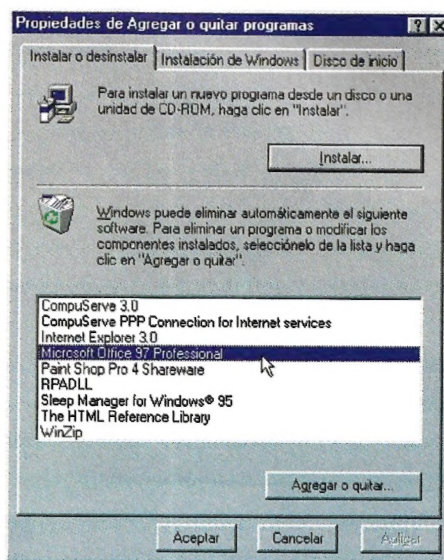 Propiedades de Agregar o quitar programas
Instalar o desinstalar
Instalación de Windows
Disco de inicio
Para instalar un nuevo programa desde un disco o una
unidad de CD-ROM, haga clic en "Instalar".
Instalar...
Windows puede eliminar automáticamente el siguiente
software. Para eliminar un programa o modificar los
componentes instalados, selecciónelo de la lista y haga
clic en "Agregar o quitar".
CompuServe 3.0
CompuServe PPP Connection for Internet services
Internet Explorer 3.0
Microsoft Office 97 Professional
Paint Shop Pro 4 Shareware
RPADLL
Sleep Manager for Windows® 95
The HTML Reference Library
WinZip
Agregar o quitar...
Aceptar
Cancelar
Aplicar